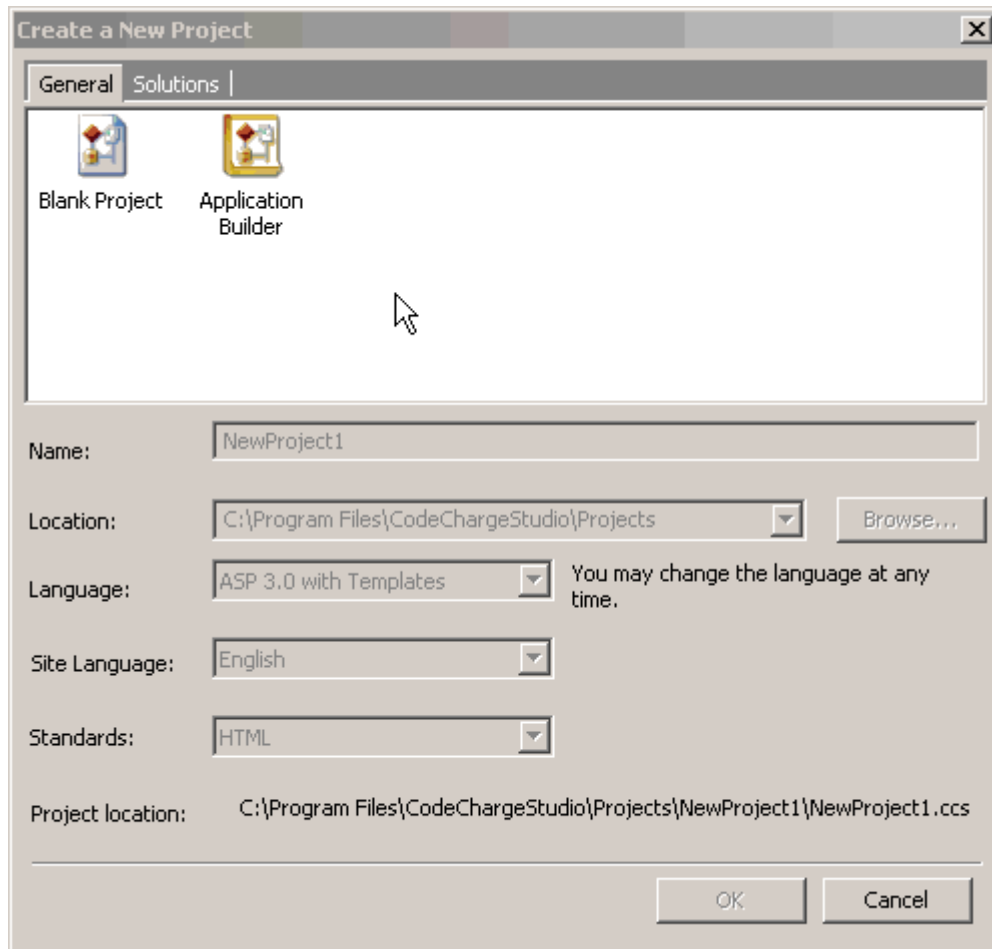 Create a New Project
General Solutions
Blank Project
Application
Builder
Name: NewProject1
Location: C:\Program Files\CodeChargeStudio\Projects Browse...
Language: ASP 3.0 with Templates You may change the language at any
time.
Site Language: English
Standards: HTML
Project location: C:\Program Files\CodeChargeStudio\Projects\NewProject1\NewProject1.ccs
OK Cancel